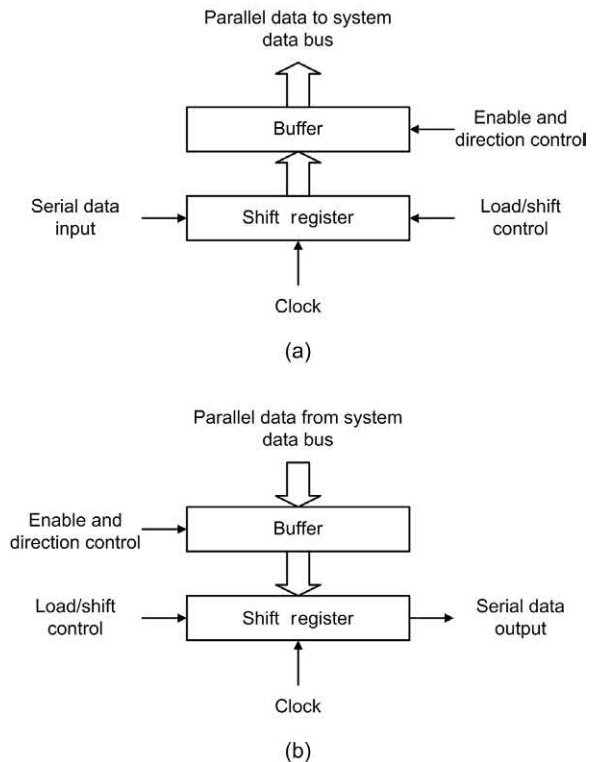 Parallel data to system
data bus
Buffer
Enable and
direction control
Serial data
input
Shift register
Load/shift
control
Clock
(a)
Parallel data from system
data bus
Enable and
direction control
Buffer
Load/shift
control
Shift register
Serial data
output
Clock
(b)